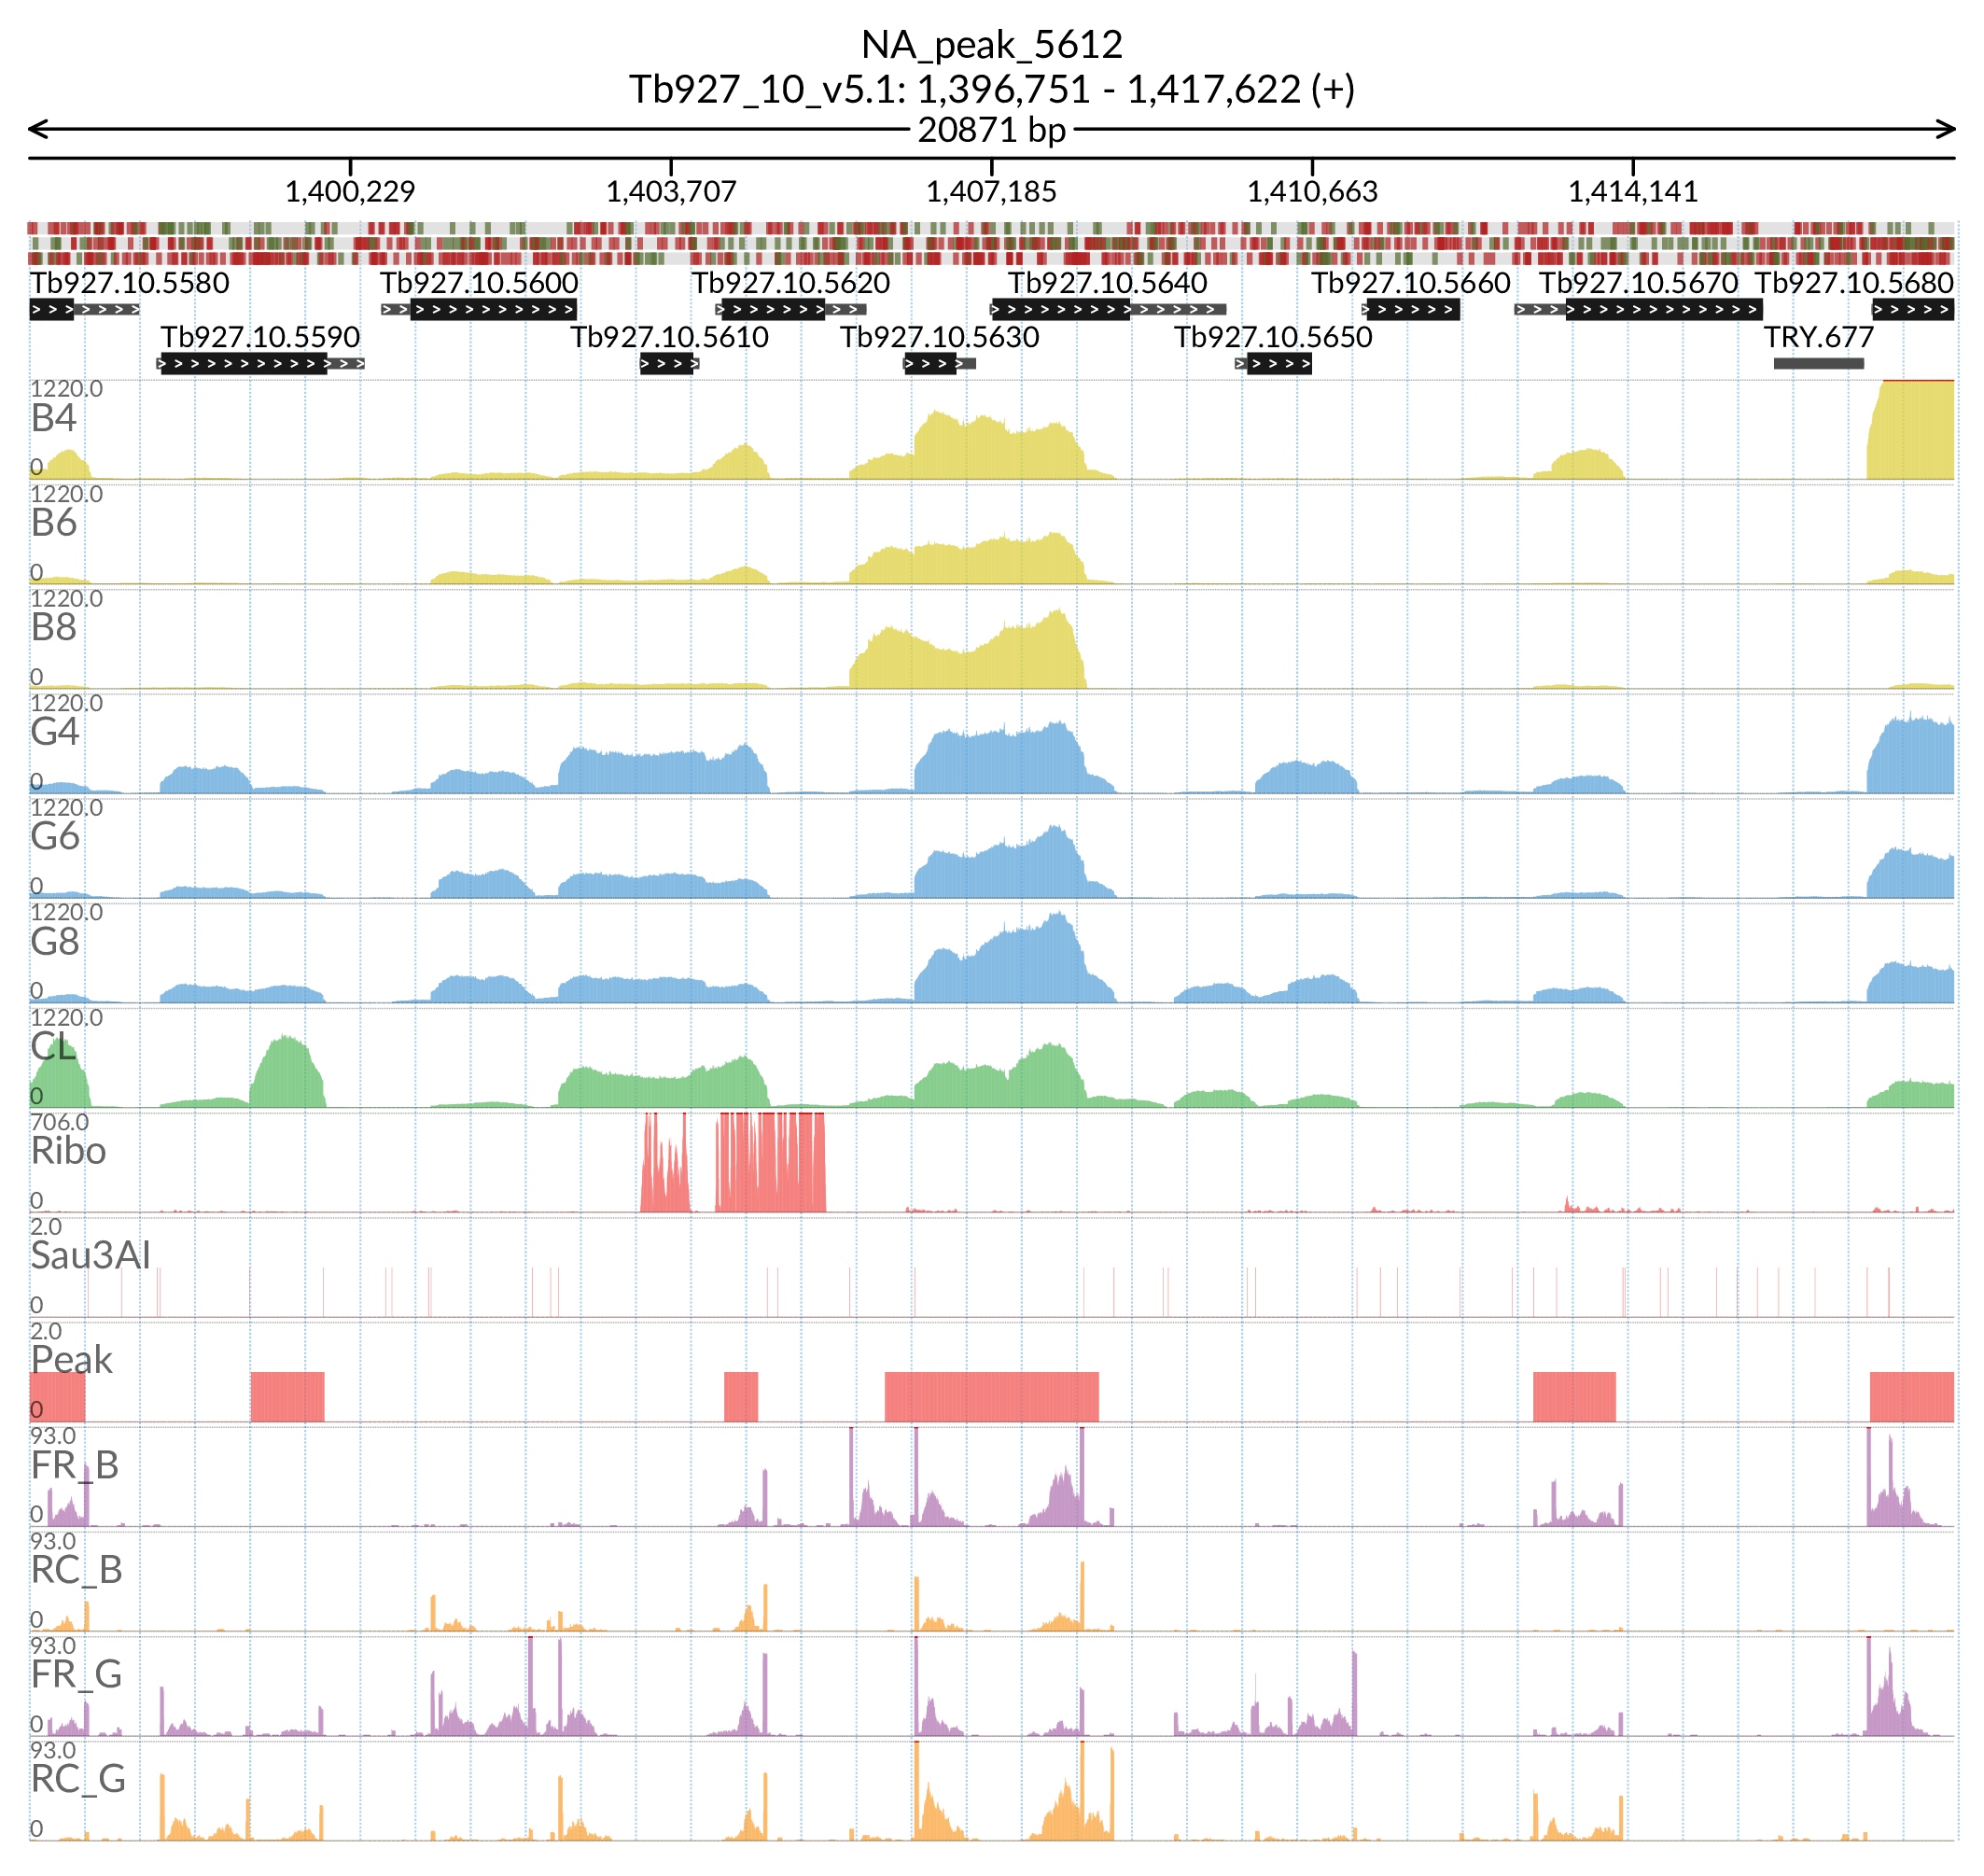 NA_peak_5612
Tb927_10_v5.1: 1,396,751 - 1,417,622 (+)
20871 bp
1,400,229 1,403,707 1,407,185 1,410,663 1,414,141
Tb927.10.5580 Tb927.10.5600 Tb927.10.5620 Tb927.10.5640 Tb927.10.5660 Tb927.10.5670 Tb927.10.5680
Tb927.10.5590 Tb927.10.5610 Tb927.10.5630 Tb927.10.5650 TRY.677
1220.0
B4
0
1220.0
B6
0
1220.0
B8
0
1220.0
G4
0
1220.0
G6
0
1220.0
G8
0
1220.0
CL
0
706.0
Ribo
0
2.0
Sau3AI
0
2.0
Peak
0
93.0
FR_B
0
93.0
RC_B
0
93.0
FR_G
0
93.0
RC_G
0